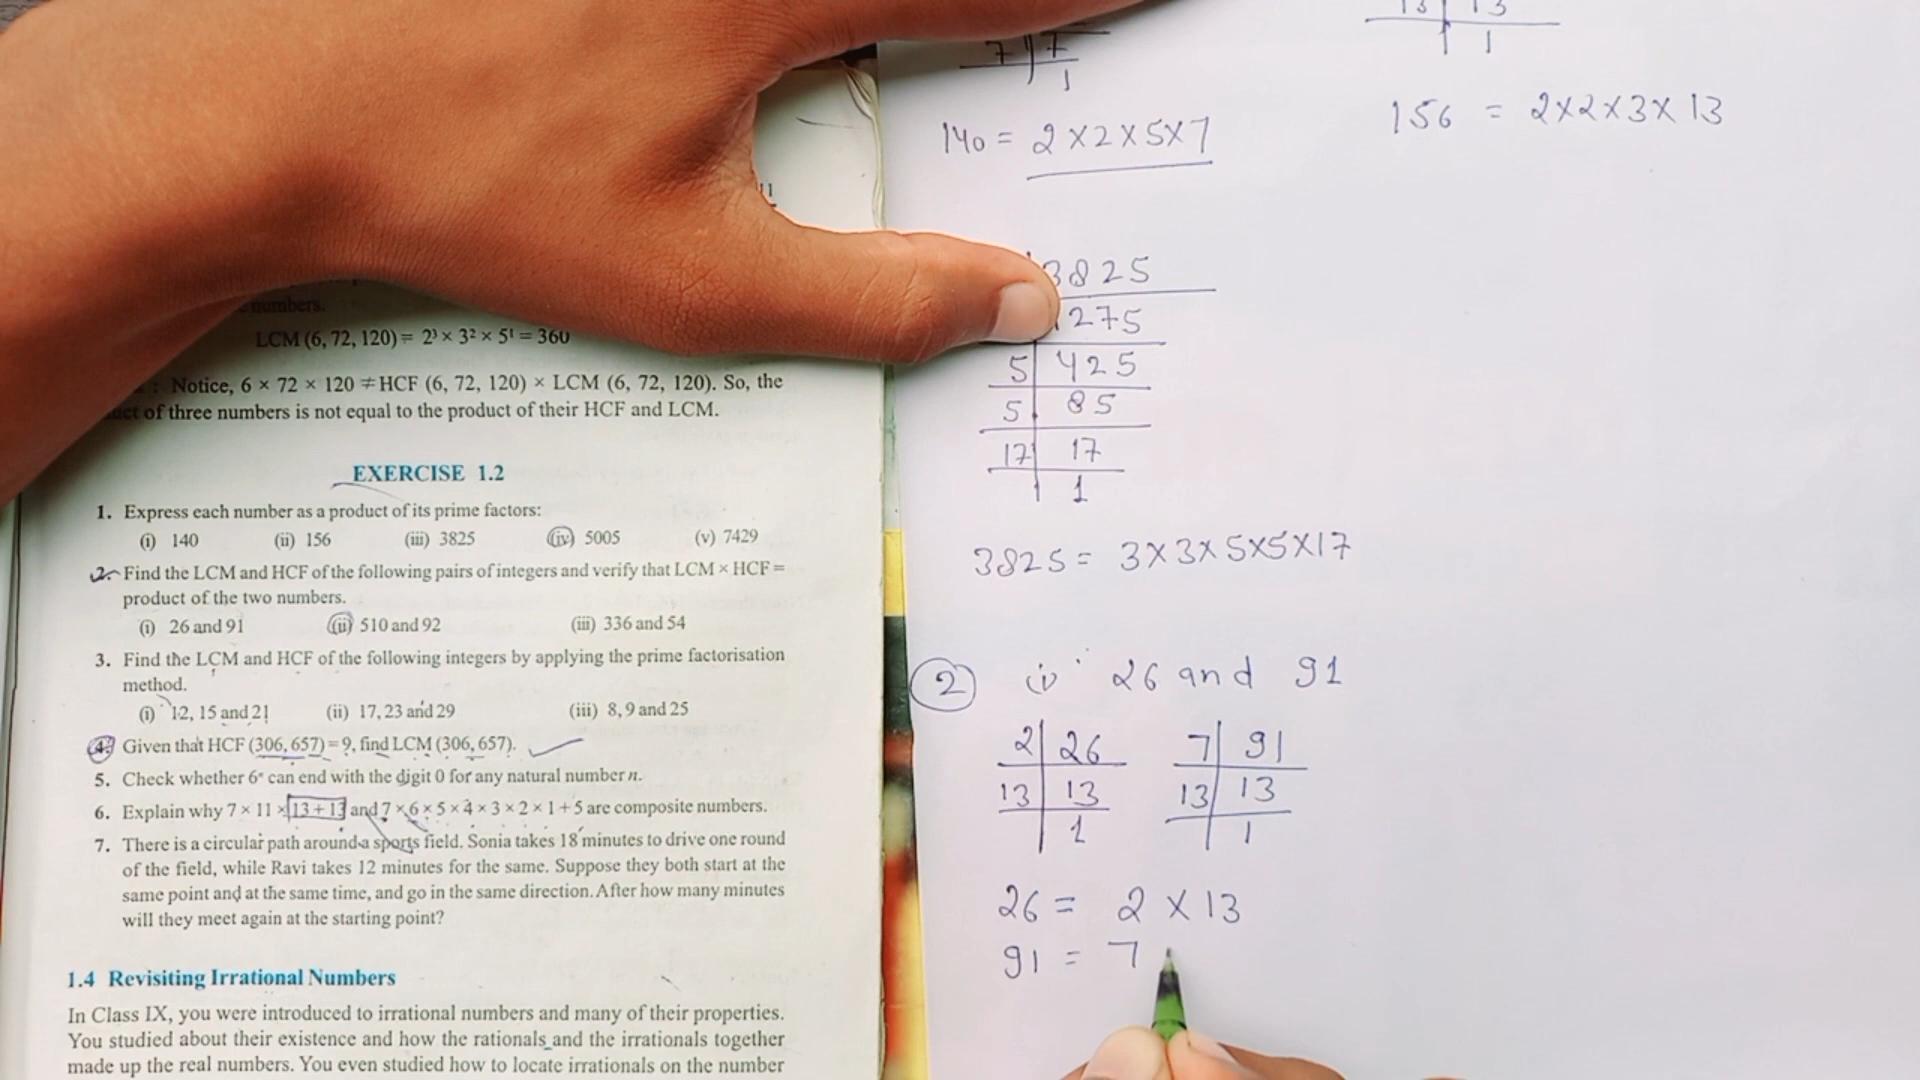 numbers.
LCM (6, 72, 120) = 2³ × 3² × 5¹ = 360
: Notice, 6 × 72 × 120 ≠ HCF (6, 72, 120) × LCM (6, 72, 120). So, the
of three numbers is not equal to the product of their HCF and LCM.
EXERCISE 1.2
1. Express each number as a product of its prime factors:
(i) 140 (ii) 156 (iii) 3825 (iv) 5005 (v) 7429
2. Find the LCM and HCF of the following pairs of integers and verify that LCM × HCF =
product of the two numbers.
(i) 26 and 91 (ii) 510 and 92 (iii) 336 and 54
3. Find the LCM and HCF of the following integers by applying the prime factorisation
method.
(i) 12, 15 and 21 (ii) 17, 23 and 29 (iii) 8, 9 and 25
4. Given that HCF (306, 657) = 9, find LCM (306, 657).
5. Check whether 6ⁿ can end with the digit 0 for any natural number n.
6. Explain why 7 × 11 × 13 + 13 and 7 × 6 × 5 × 4 × 3 × 2 × 1 + 5 are composite numbers.
7. There is a circular path around a sports field. Sonia takes 18 minutes to drive one round
of the field, while Ravi takes 12 minutes for the same. Suppose they both start at the
same point and at the same time, and go in the same direction. After how many minutes
will they meet again at the starting point?
1.4 Revisiting Irrational Numbers
In Class IX, you were introduced to irrational numbers and many of their properties.
You studied about their existence and how the rationals and the irrationals together
made up the real numbers. You even studied how to locate irrationals on the number
7 7
1
140 = 2×2×5×7
13 13
1
156 = 2×2×3×13
3825
1275
5 425
5 85
17 17
1
3825 = 3×3×5×5×17
2 (i) 26 and 91
2 26 7 91
13 13 13 13
1 1
26 = 2 × 13
91 = 7